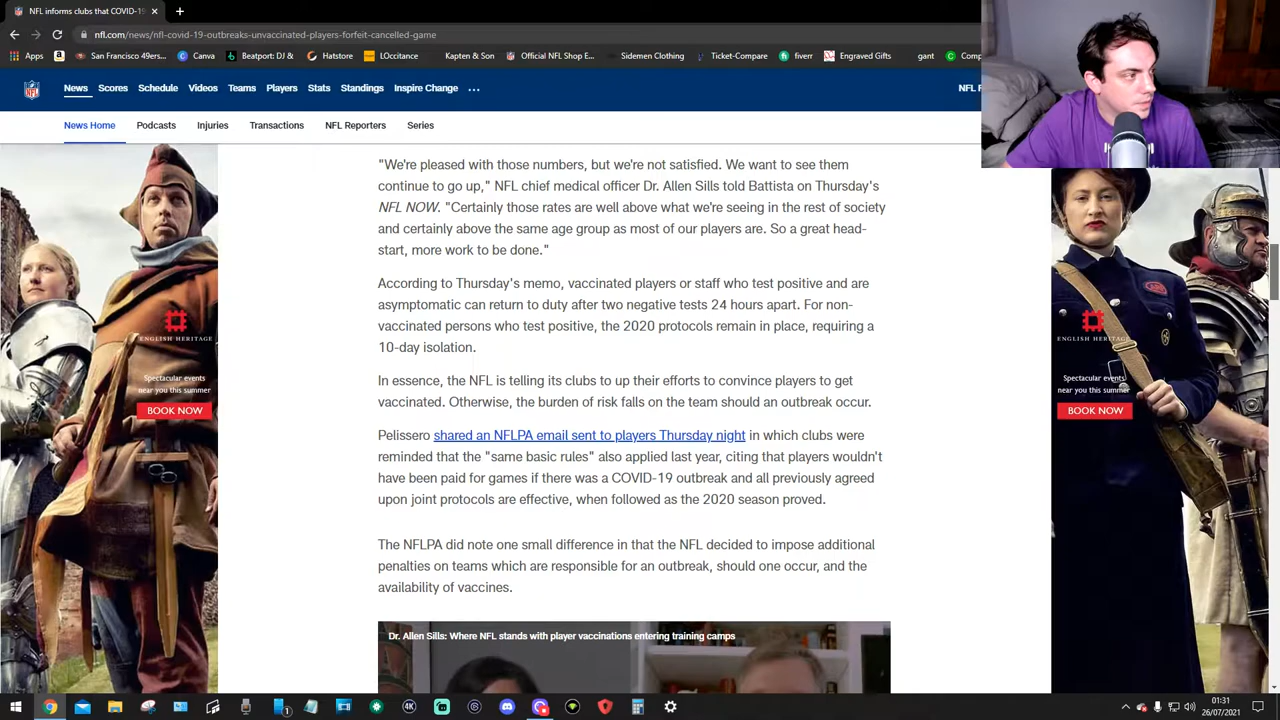 NFL informs clubs that COVID-19
nfl.com/news/nfl-covid-19-outbreaks-unvaccinated-players-forfeit-cancelled-game
Apps San Francisco 49ers... Canva Beatport: DJ & Hatstore LOccitance Kapten & Son Official NFL Shop E... Sidemen Clothing Ticket-Compare fiverr Engraved Gifts gant Comp
NFL
News Scores Schedule Videos Teams Players Stats Standings Inspire Change ... NFL F
News Home Podcasts Injuries Transactions NFL Reporters Series
"We're pleased with those numbers, but we're not satisfied. We want to see them
continue to go up," NFL chief medical officer Dr. Allen Sills told Battista on Thursday's
NFL NOW. "Certainly those rates are well above what we're seeing in the rest of society
and certainly above the same age group as most of our players are. So a great head-
start, more work to be done."
According to Thursday's memo, vaccinated players or staff who test positive and are
asymptomatic can return to duty after two negative tests 24 hours apart. For non-
vaccinated persons who test positive, the 2020 protocols remain in place, requiring a
10-day isolation.
In essence, the NFL is telling its clubs to up their efforts to convince players to get
vaccinated. Otherwise, the burden of risk falls on the team should an outbreak occur.
Pelissero shared an NFLPA email sent to players Thursday night in which clubs were
reminded that the "same basic rules" also applied last year, citing that players wouldn't
have been paid for games if there was a COVID-19 outbreak and all previously agreed
upon joint protocols are effective, when followed as the 2020 season proved.
The NFLPA did note one small difference in that the NFL decided to impose additional
penalties on teams which are responsible for an outbreak, should one occur, and the
availability of vaccines.
Dr. Allen Sills: Where NFL stands with player vaccinations entering training camps
ENGLISH HERITAGE
Spectacular events
near you this summer
BOOK NOW
ENGLISH HERITAGE
Spectacular events
near you this summer
BOOK NOW
4K
01:31
26/07/2021